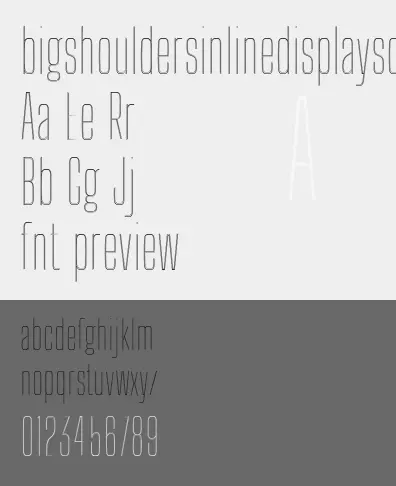 bigshouldersinlinedisplaysc
Aa Ee Rr
A
Bb Cg Jj
fnt preview
abcdefghijklm
nopqrstuvwxyz
0123456789